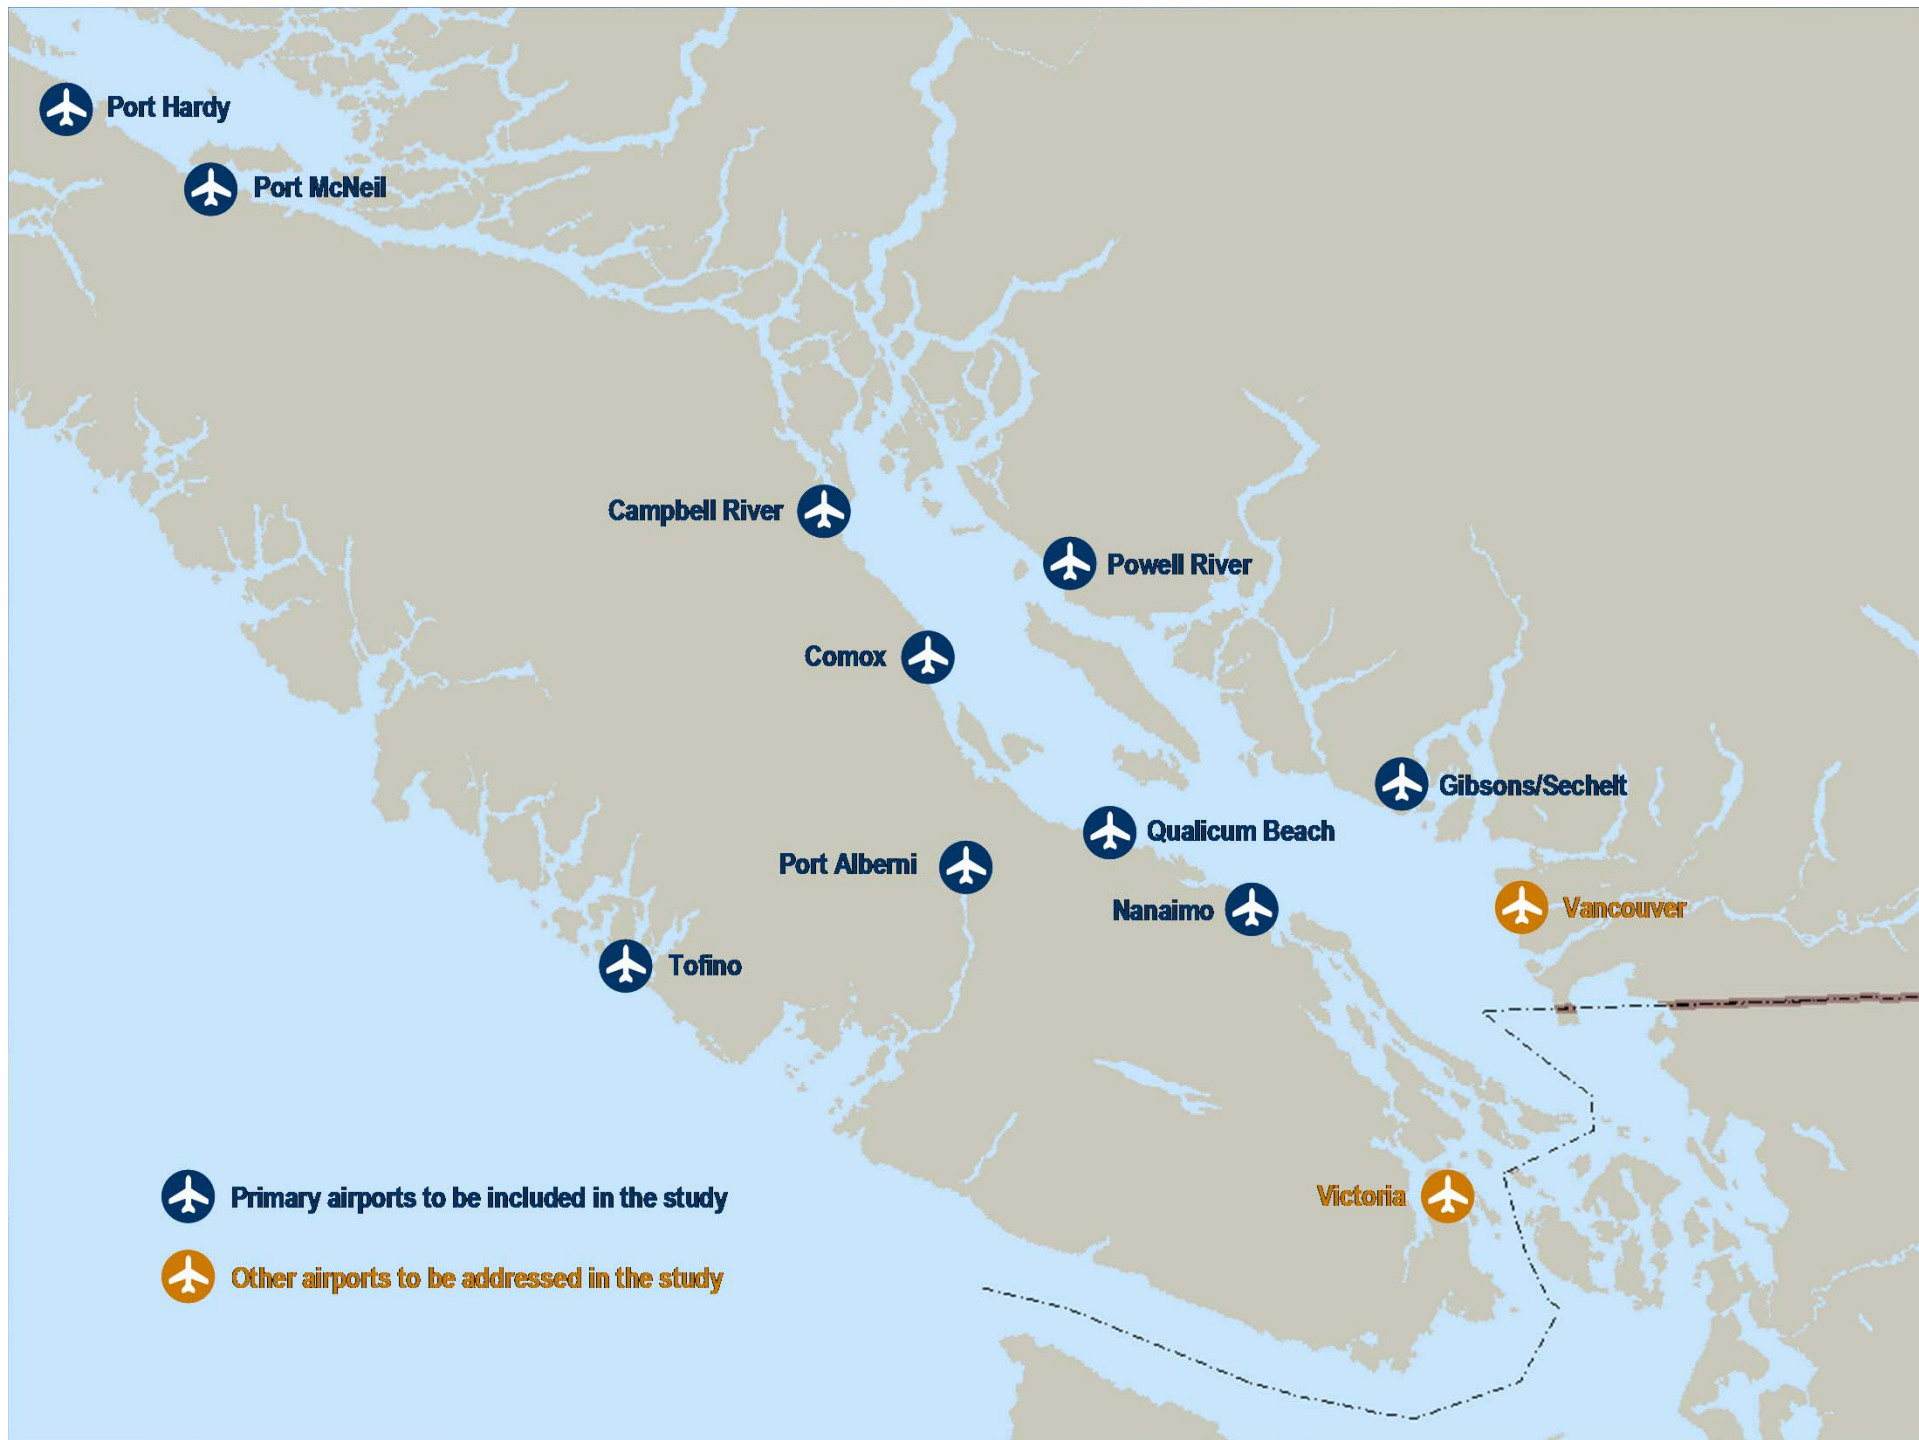 Port Hardy
Port McNeil
Campbell River
Powell River
Comox
Gibsons/Sechelt
Qualicum Beach
Port Alberni
Nanaimo
Vancouver
Tofino
Victoria
Primary airports to be included in the study
Other airports to be addressed in the study